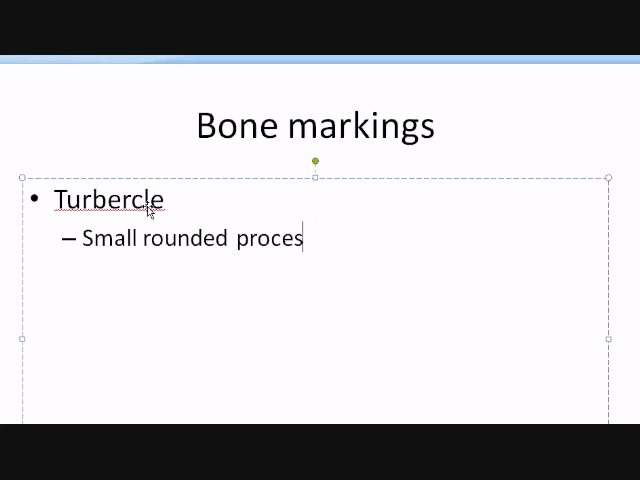 Bone markings
• Turbercle
– Small rounded proces